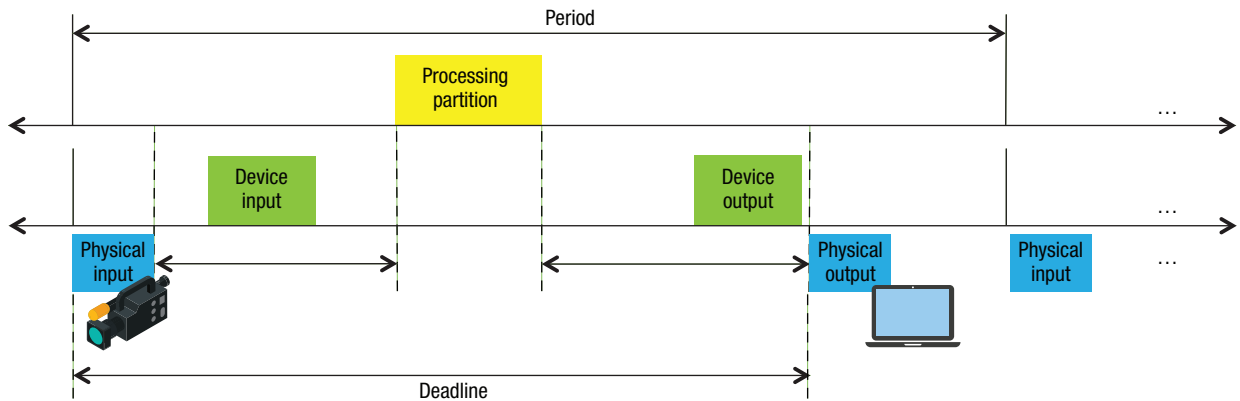 Period
Processing
partition
...
Device
input
Device
output
...
Physical
input
Physical
output
Physical
input
...
Deadline